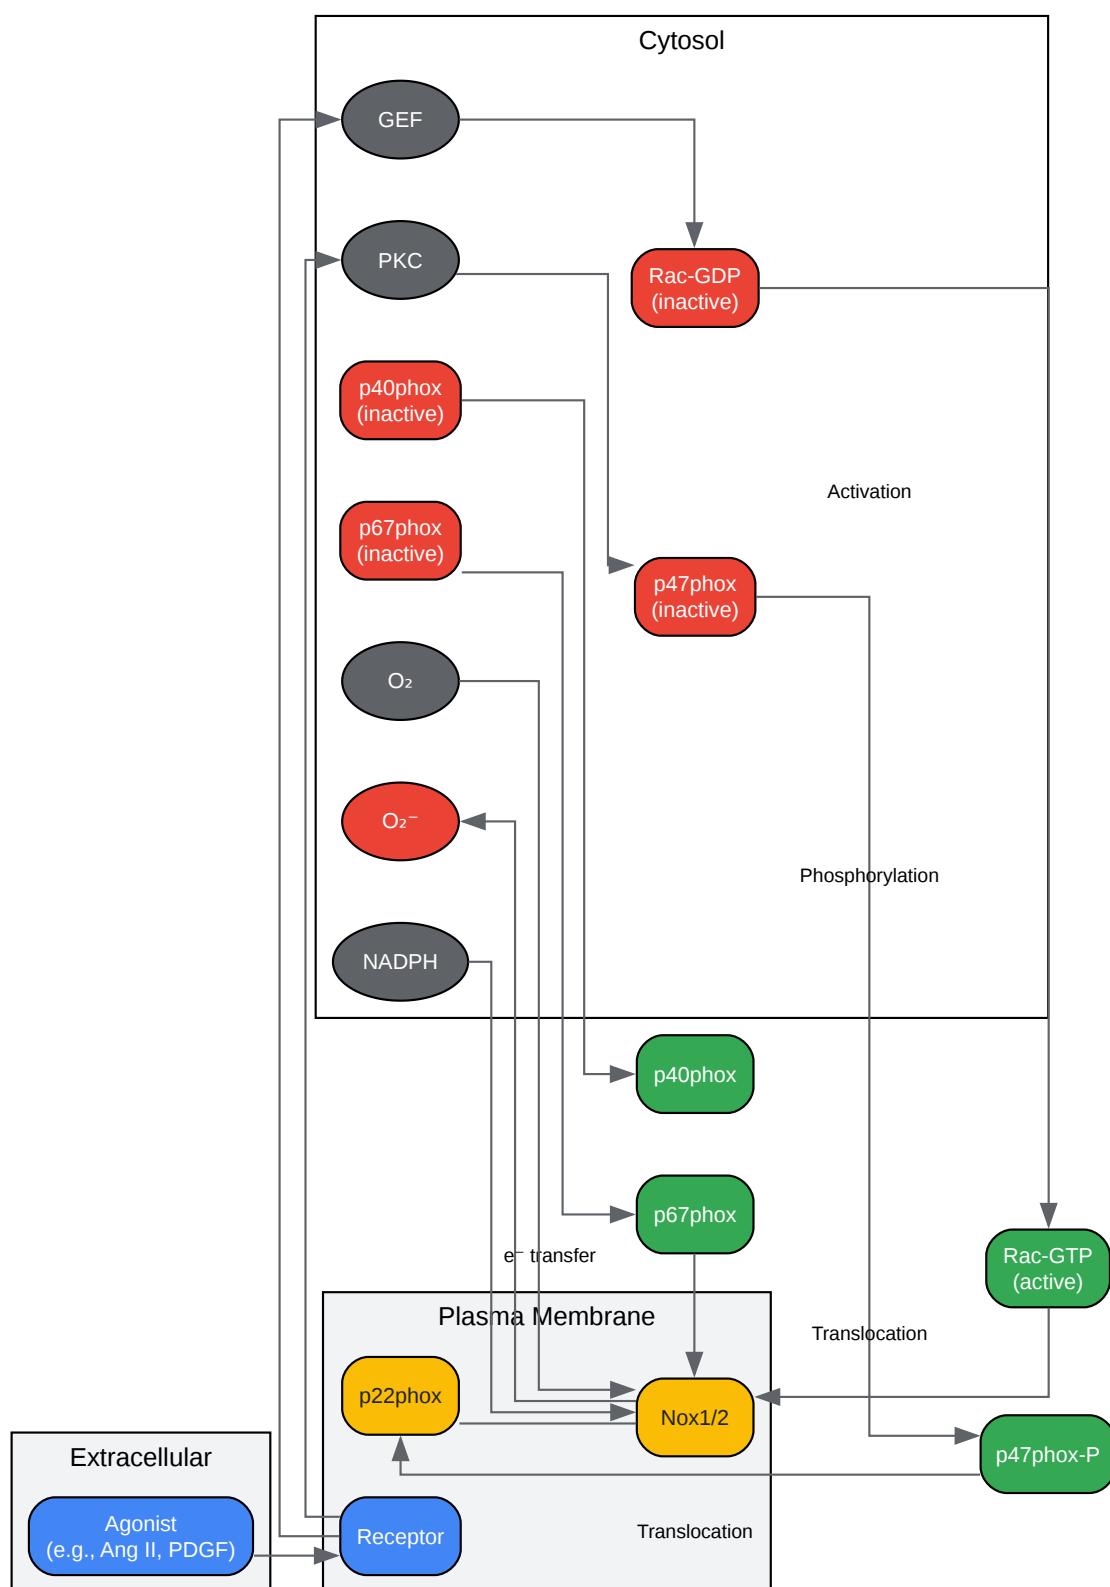 Cytosol
GEF
PKC
Rac-GDP
(inactive)
p40phox
(inactive)
Activation
p67phox
(inactive)
p47phox
(inactive)
O₂
O₂⁻
Phosphorylation
NADPH
p40phox
p67phox
e⁻ transfer
Rac-GTP
(active)
Plasma Membrane
Translocation
p22phox
Nox1/2
Extracellular
p47phox-P
Agonist
(e.g., Ang II, PDGF)
Receptor
Translocation